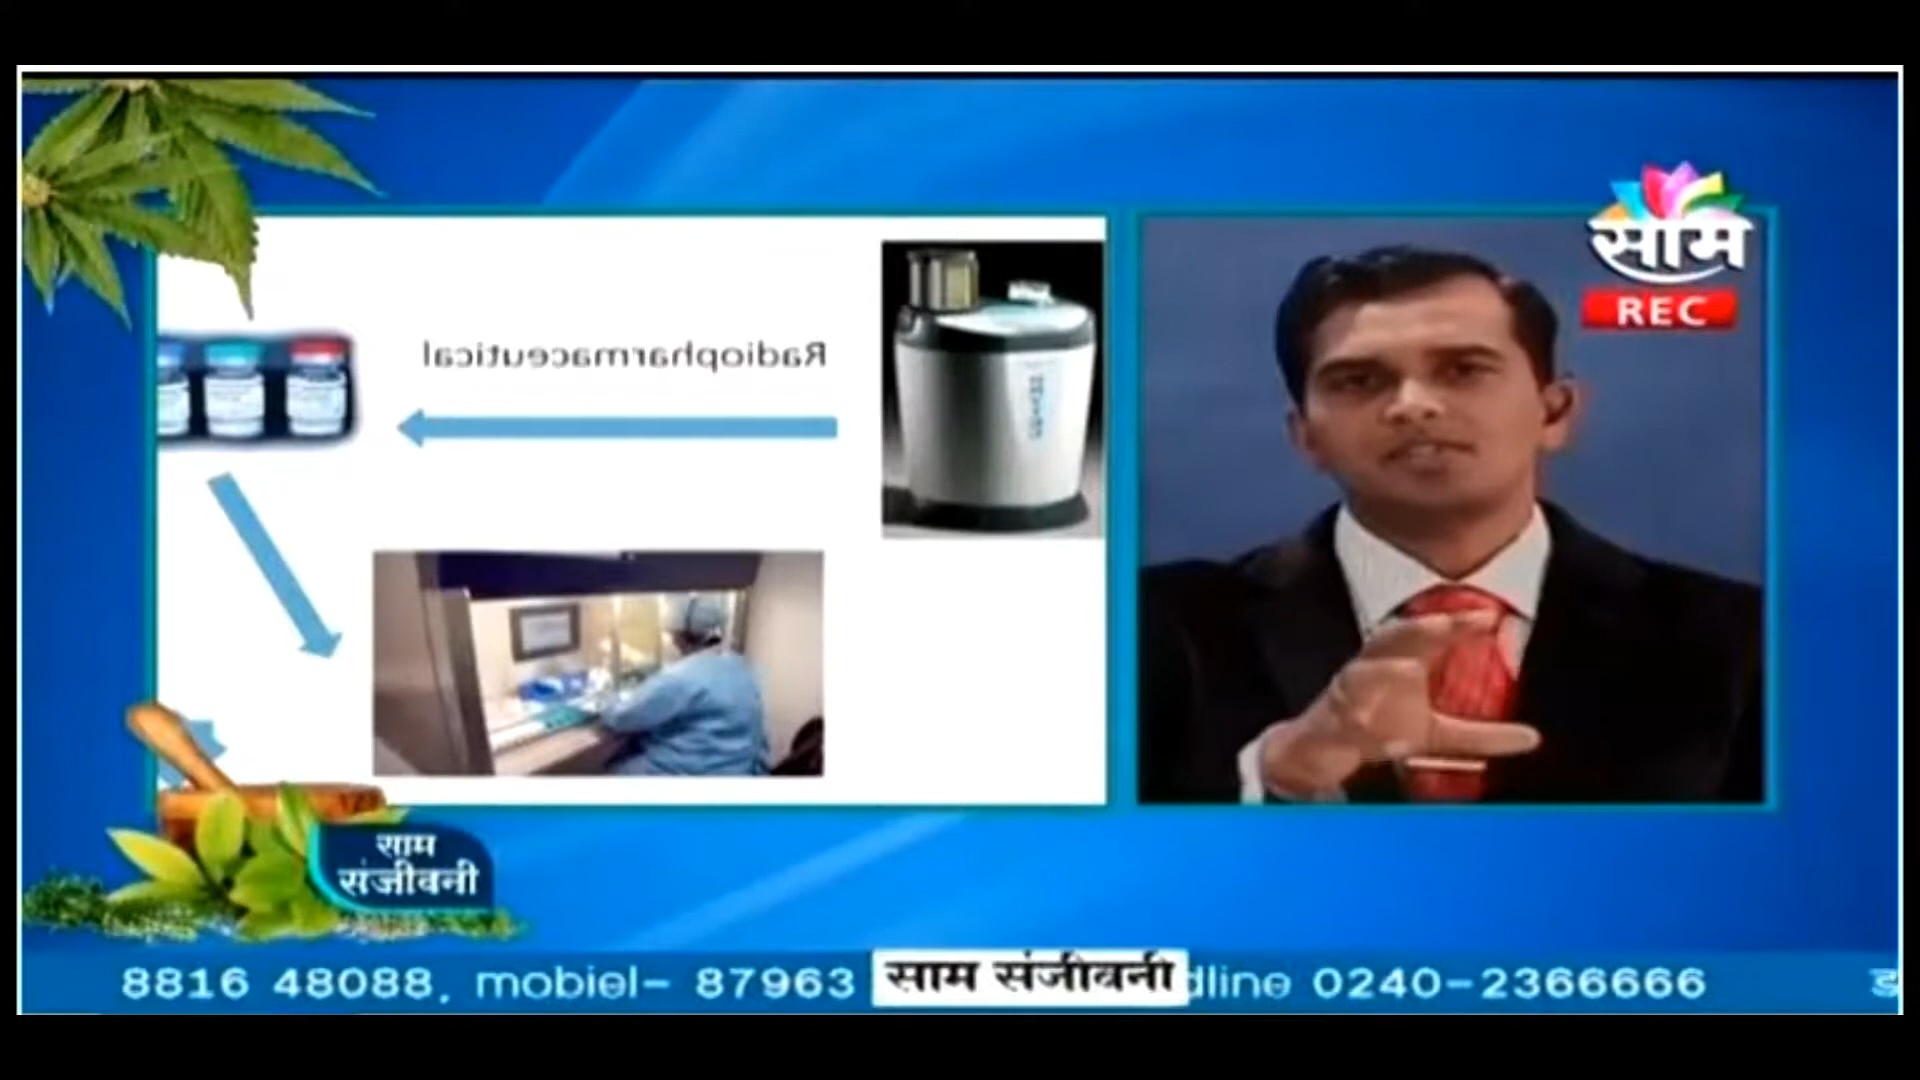 साम
REC
Radiopharmaceutical
साम
संजीवनी
8816 48088, mobiel- 87963 साम संजीवनी dline 0240-2366666 ड